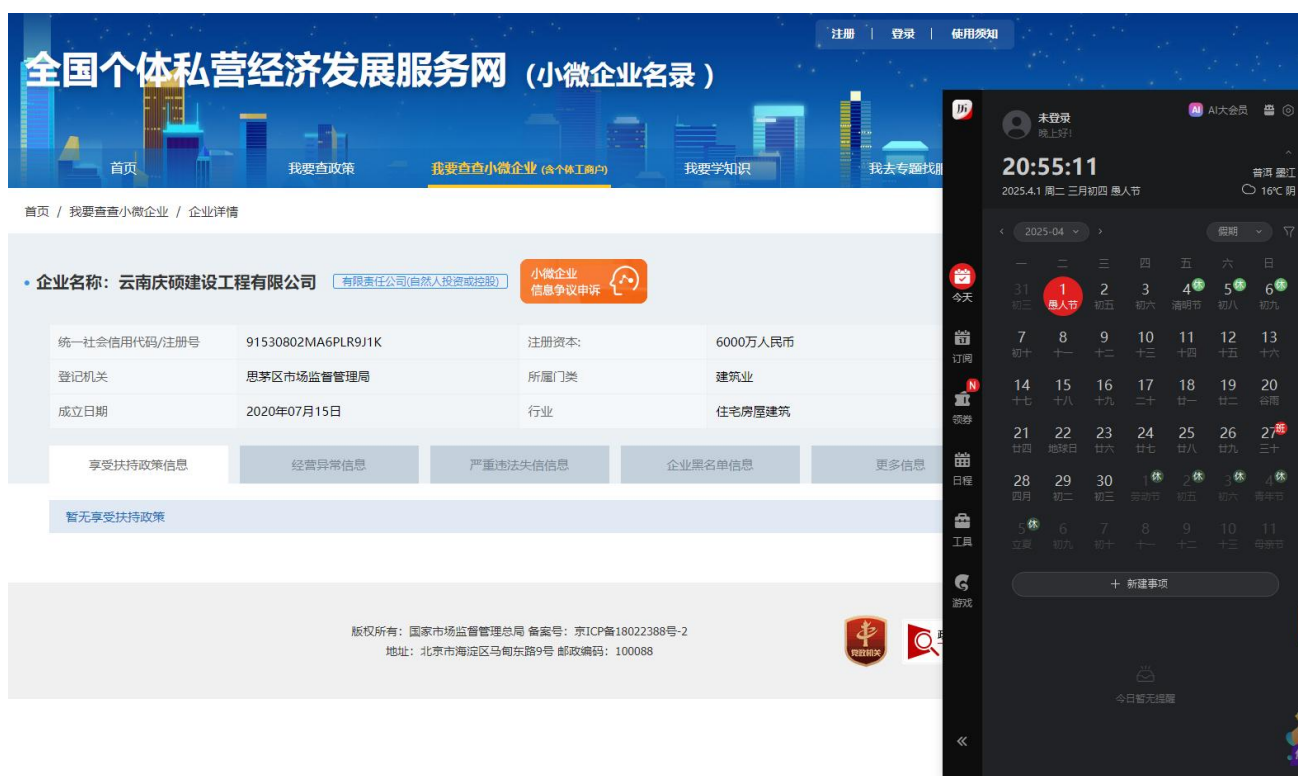 注册 | 登录 | 使用须知
全国个体私营经济发展服务网（小微企业名录）
首页 我要查政策 我要查查小微企业 (含个体工商户) 我要学知识 我去专题找服
首页 / 我要查查小微企业 / 企业详情
• 企业名称：云南庆硕建设工程有限公司 有限责任公司(自然人投资或控股) 小微企业
信息争议申诉
统一社会信用代码/注册号 91530802MA6PLR9J1K 注册资本: 6000万人民币
登记机关 思茅区市场监督管理局 所属门类 建筑业
成立日期 2020年07月15日 行业 住宅房屋建筑
享受扶持政策信息 经营异常信息 严重违法失信信息 企业黑名单信息 更多信息
暂无享受扶持政策
版权所有：国家市场监督管理总局 备案号：京ICP备18022388号-2
地址：北京市海淀区马甸东路9号 邮政编码：100088
党政机关
历
今天
订阅
N
领券
日程
工具
游戏
«
未登录
晚上好!
AI AI大会员
20:55:11
普洱 墨江
2025.4.1 周二 三月初四 愚人节
16℃ 阴
‹ 2025-04 › 假期
一 二 三 四 五 六 日
31 1 2 3 4休 5休 6休
初三 愚人节 初五 初六 清明节 初八 初九
7 8 9 10 11 12 13
初十 十一 十二 十三 十四 十五 十六
14 15 16 17 18 19 20
十七 十八 十九 二十 廿一 廿二 谷雨
21 22 23 24 25 26 27班
廿四 地球日 廿六 廿七 廿八 廿九 三十
28 29 30 1休 2休 3休 4休
四月 初二 初三 劳动节 初五 初六 青年节
5休 6 7 8 9 10 11
立夏 初九 初十 十一 十二 十三 母亲节
+ 新建事项
今日暂无提醒